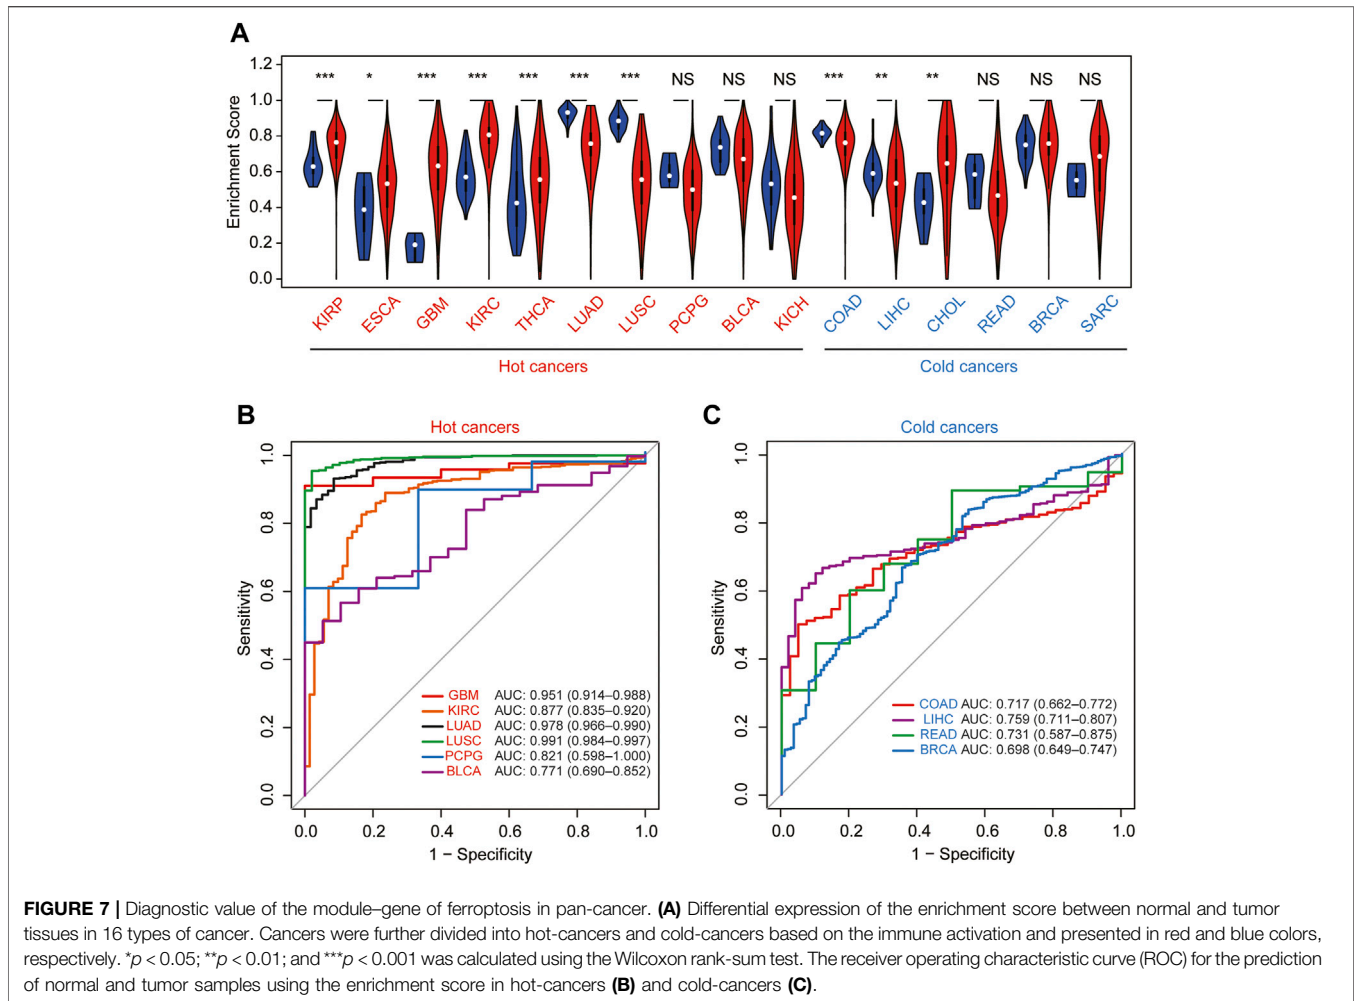 A
1.2
1.0
0.8
0.6
0.4
0.2
0.0
Enrichment Score
*** * *** *** *** *** *** NS NS NS *** ** ** NS NS NS
KIRP ESCA GBM KIRC THCA LUAD LUSC PCPG BLCA KICH COAD LIHC CHOL READ BRCA SARC
Hot cancers Cold cancers
B
Hot cancers
1.0
0.8
0.6
0.4
0.2
0.0
Sensitivity
GBM AUC: 0.951 (0.914–0.988)
KIRC AUC: 0.877 (0.835–0.920)
LUAD AUC: 0.978 (0.966–0.990)
LUSC AUC: 0.991 (0.984–0.997)
PCPG AUC: 0.821 (0.598–1.000)
BLCA AUC: 0.771 (0.690–0.852)
0.0 0.2 0.4 0.6 0.8 1.0
1 − Specificity
C
Cold cancers
1.0
0.8
0.6
0.4
0.2
0.0
Sensitivity
COAD AUC: 0.717 (0.662–0.772)
LIHC AUC: 0.759 (0.711–0.807)
READ AUC: 0.731 (0.587–0.875)
BRCA AUC: 0.698 (0.649–0.747)
0.0 0.2 0.4 0.6 0.8 1.0
1 − Specificity
FIGURE 7 | Diagnostic value of the module–gene of ferroptosis in pan-cancer. (A) Differential expression of the enrichment score between normal and tumor
tissues in 16 types of cancer. Cancers were further divided into hot-cancers and cold-cancers based on the immune activation and presented in red and blue colors,
respectively. *p < 0.05; **p < 0.01; and ***p < 0.001 was calculated using the Wilcoxon rank-sum test. The receiver operating characteristic curve (ROC) for the prediction
of normal and tumor samples using the enrichment score in hot-cancers (B) and cold-cancers (C).